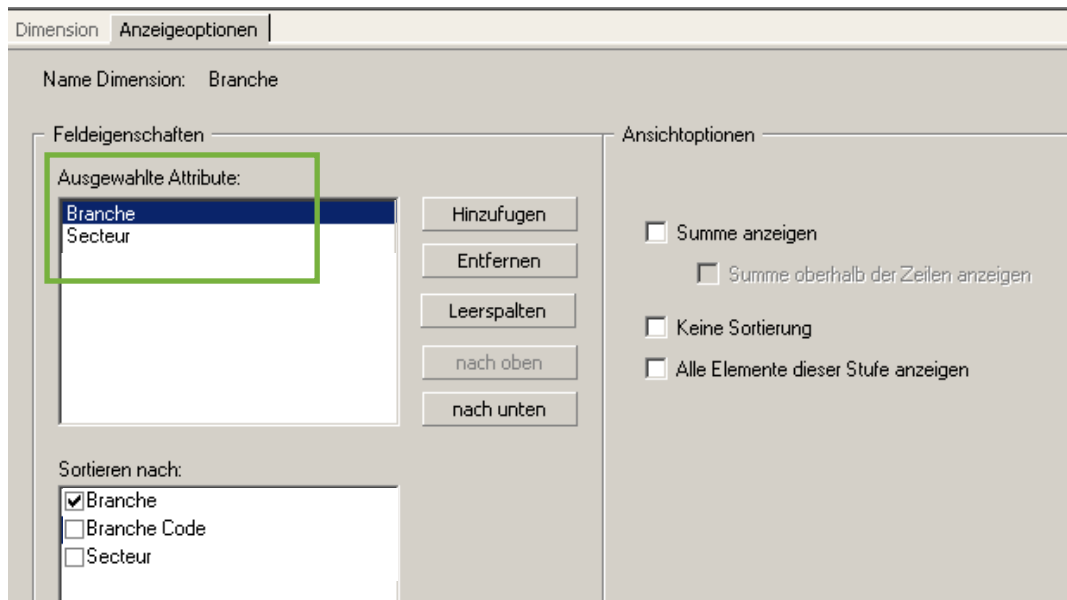 Dimension Anzeigeoptionen
Name Dimension: Branche
Feldeigenschaften
Ausgewahlte Attribute:
Branche
Secteur
Hinzufugen
Entfernen
Leerspalten
nach oben
nach unten
Sortieren nach:
Branche
Branche Code
Secteur
Ansichtoptionen
Summe anzeigen
Summe oberhalb der Zeilen anzeigen
Keine Sortierung
Alle Elemente dieser Stufe anzeigen